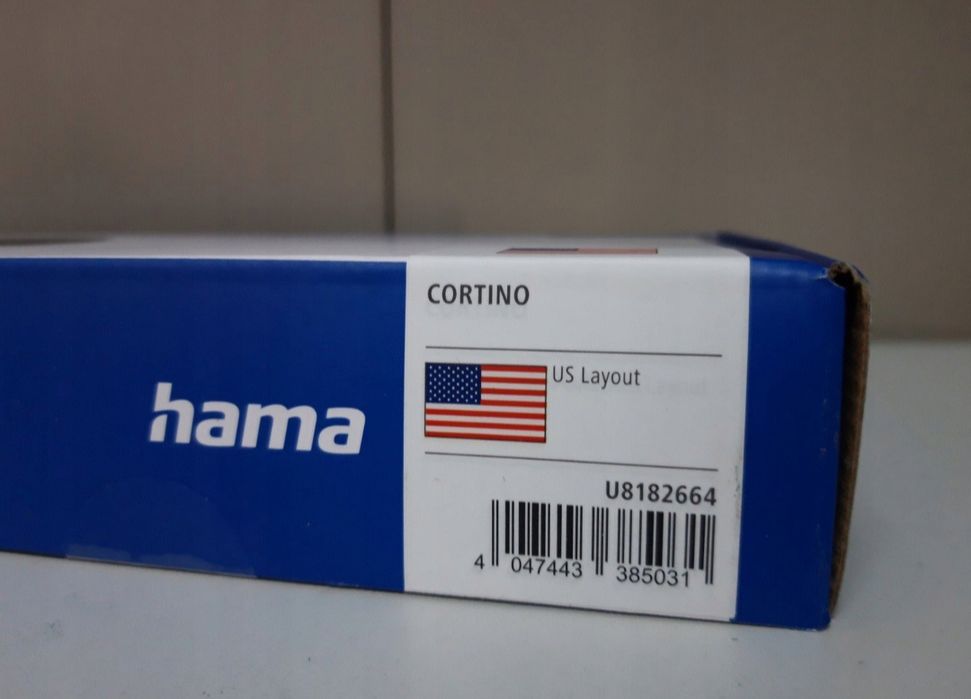 CORTINO
US Layout
hama
U8182664
4 047443 385031